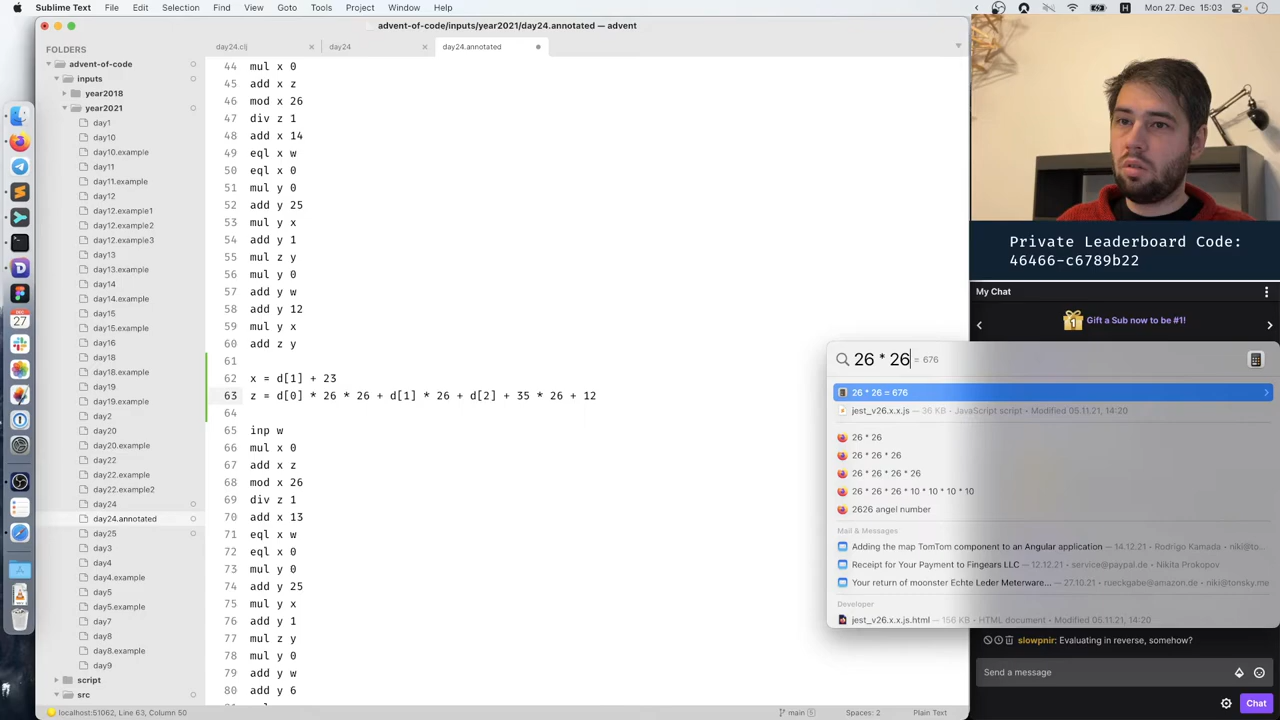 Sublime Text File Edit Selection Find View Goto Tools Project Window Help
Mon 27. Dec 15:03
advent-of-code/inputs/year2021/day24.annotated — advent
FOLDERS
advent-of-code
inputs
year2018
year2021
day1
day10
day10.example
day11
day11.example
day12
day12.example1
day12.example2
day12.example3
day13
day13.example
day14
day14.example
day15
day15.example
day16
day18
day18.example
day19
day19.example
day2
day20
day20.example
day22
day22.example
day22.example2
day24
day24.annotated
day25
day3
day4
day4.example
day5
day5.example
day7
day8
day8.example
day9
script
src
day24.clj
day24
day24.annotated
44 mul x 0
45 add x z
46 mod x 26
47 div z 1
48 add x 14
49 eql x w
50 eql x 0
51 mul y 0
52 add y 25
53 mul y x
54 add y 1
55 mul z y
56 mul y 0
57 add y w
58 add y 12
59 mul y x
60 add z y
61
62 x = d[1] + 23
63 z = d[0] * 26 * 26 + d[1] * 26 + d[2] + 35 * 26 + 12
64
65 inp w
66 mul x 0
67 add x z
68 mod x 26
69 div z 1
70 add x 13
71 eql x w
72 eql x 0
73 mul y 0
74 add y 25
75 mul y x
76 add y 1
77 mul z y
78 mul y 0
79 add y w
80 add y 6
localhost:51062, Line 63, Column 50
main 5
Spaces: 2
Plain Text
Private Leaderboard Code:
46466-c6789b22
My Chat
Gift a Sub now to be #1!
26 * 26 = 676
26 * 26 = 676
jest_v26.x.x.js — 36 KB • JavaScript script • Modified 05.11.21, 14:20
26 * 26
26 * 26 * 26
26 * 26 * 26 * 26
26 * 26 * 26 * 10 * 10 * 10 * 10
2626 angel number
Mail & Messages
Adding the map TomTom component to an Angular application — 14.12.21 • Rodrigo Kamada • niki@to...
Receipt for Your Payment to Fingears LLC — 12.12.21 • service@paypal.de • Nikita Prokopov
Your return of moonster Echte Leder Meterware... — 27.10.21 • rueckgabe@amazon.de • niki@tonsky.me
Developer
jest_v26.x.x.js.html — 156 KB • HTML document • Modified 05.11.21, 14:20
slowpnir: Evaluating in reverse, somehow?
Send a message
Chat